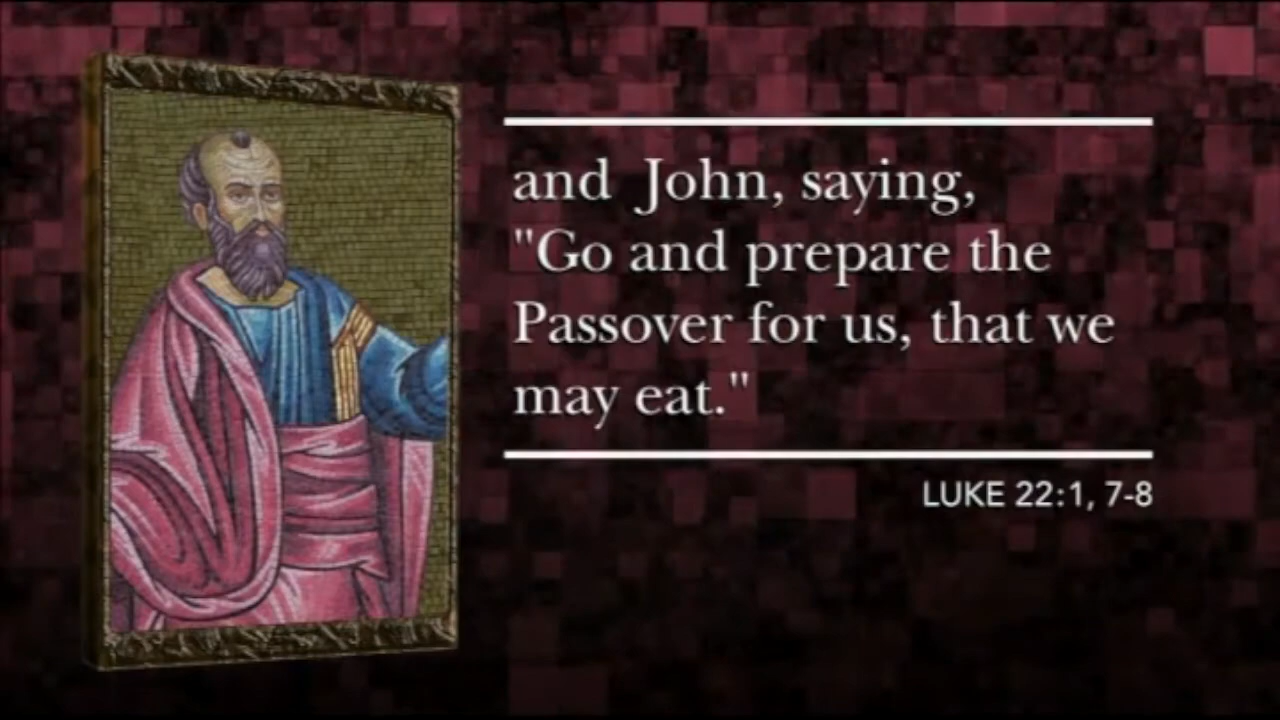 and John, saying,
"Go and prepare the
Passover for us, that we
may eat."
LUKE 22:1, 7-8